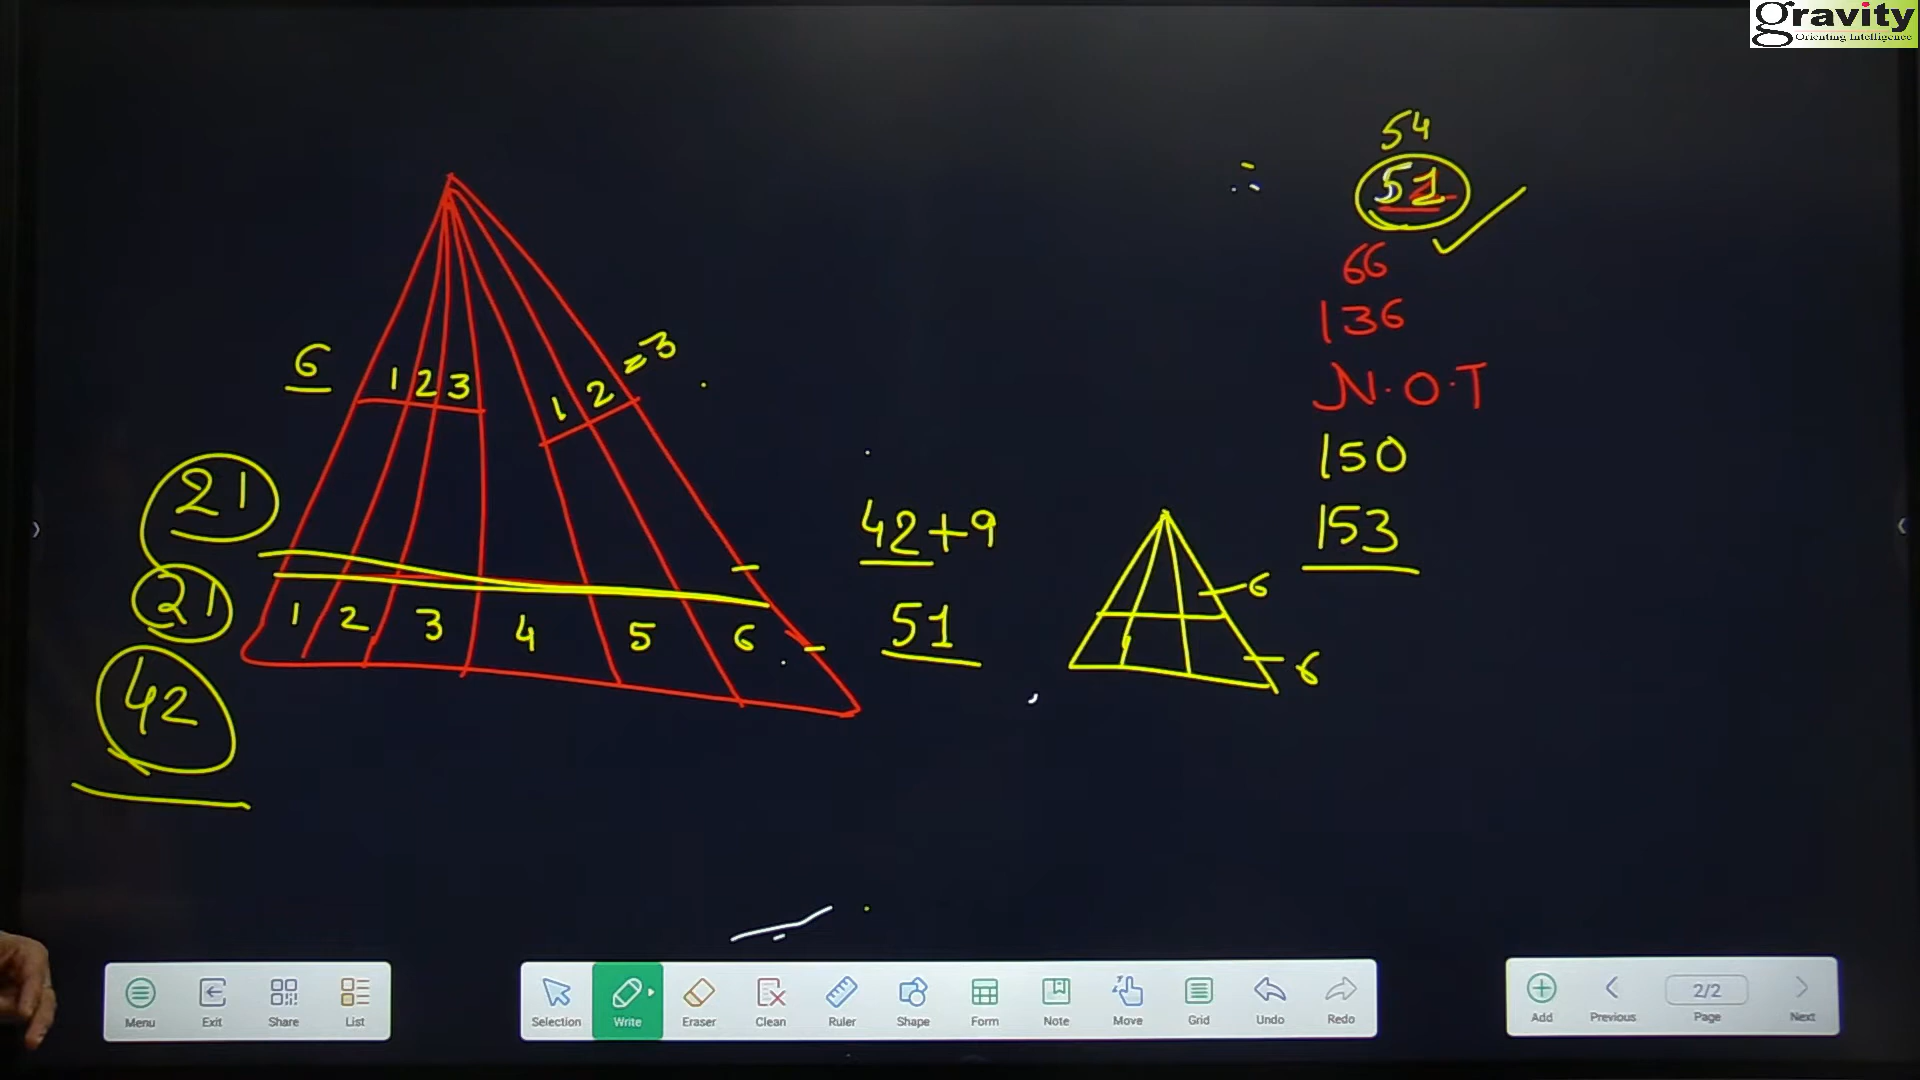 gravity
Orienting Intelligence
54
51
66
136
N.O.T
150
153
6
1 2 3
1 2 =3
21
21
42
1 2 3 4 5 6
42+9
51
6
6
Menu Exit Share List
Selection Write Eraser Clean Ruler Shape Form Note Move Grid Undo Redo
2/2
Add Previous Page Next